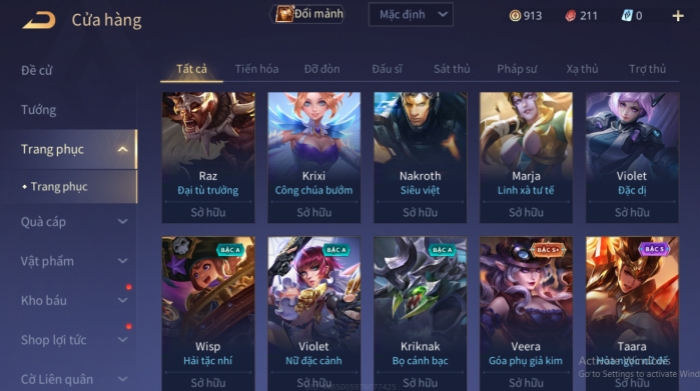 Cửa hàng
Đổi mảnh
Mặc định
913
211
0
Đề cử
Tướng
Trang phục
Trang phục
Quà cáp
Vật phẩm
Kho báu
Shop lợi tức
Cờ Liên quân
Tất cả Tiến hóa Đỡ đòn Đấu sĩ Sát thủ Pháp sư Xạ thủ Trợ thủ
Raz Krixi Nakroth Marja Violet
Đại tù trưởng Công chúa bướm Siêu việt Linh xà tư tế Đặc dị
Sở hữu Sở hữu Sở hữu Sở hữu Sở hữu
BẬC A BẬC A BẬC A BẬC S+ BẬC S
Wisp Violet Kriknak Veera Taara
Hải tặc nhí Nữ đặc cảnh Bọ cánh bạc Góa phụ giả kim Hỏa ngọc nữ đế
Sở hữu Sở hữu Sở hữu Sở hữu Sở hữu
Activate Windows
Go to Settings to activate Wind